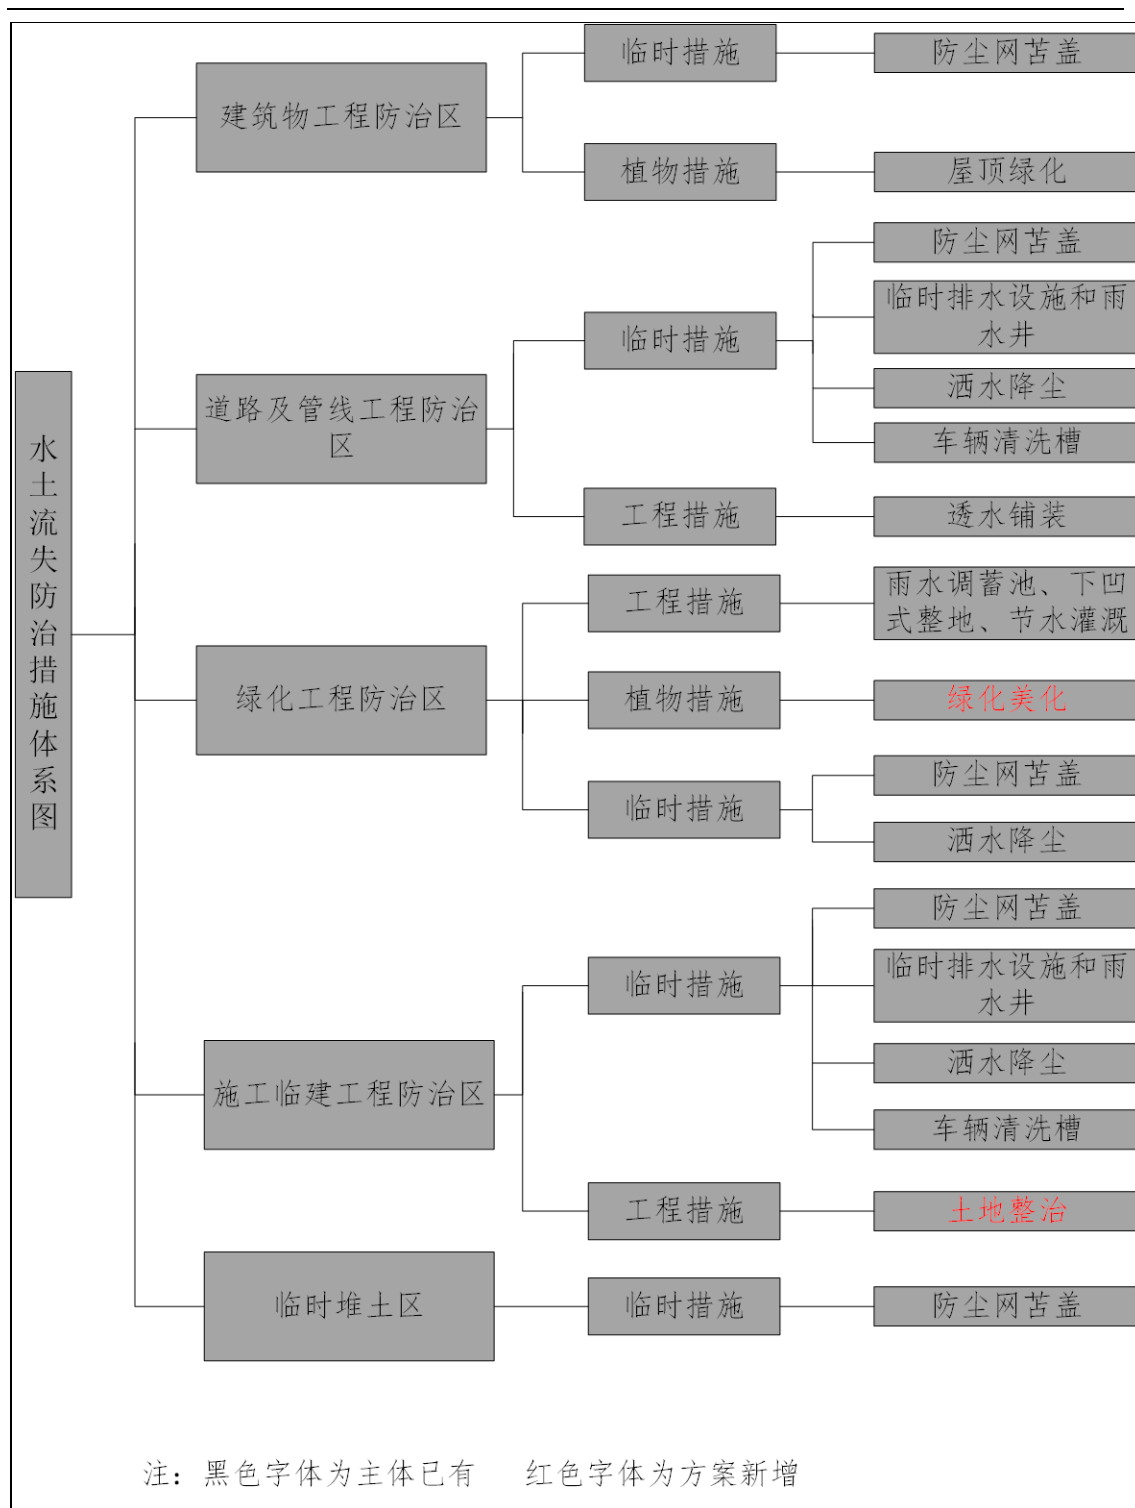 水土流失防治措施体系图
建筑物工程防治区
临时措施
防尘网苫盖
植物措施
屋顶绿化
道路及管线工程防治
区
临时措施
防尘网苫盖
临时排水设施和雨
水井
洒水降尘
车辆清洗槽
工程措施
透水铺装
绿化工程防治区
工程措施
雨水调蓄池、下凹
式整地、节水灌溉
植物措施
绿化美化
临时措施
防尘网苫盖
洒水降尘
施工临建工程防治区
临时措施
防尘网苫盖
临时排水设施和雨
水井
洒水降尘
车辆清洗槽
工程措施
土地整治
临时堆土区
临时措施
防尘网苫盖
注：黑色字体为主体已有 红色字体为方案新增